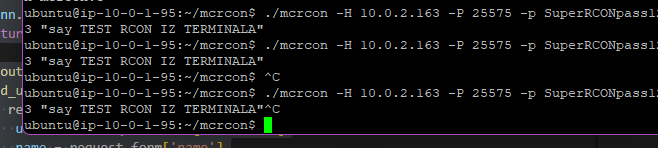 nn.
ubuntu@ip-10-0-1-95:~/mcrcon$ ./mcrcon -H 10.0.2.163 -P 25575 -p SuperRCONpass1
tur
3 "say TEST RCON IZ TERMINALA"
ubuntu@ip-10-0-1-95:~/mcrcon$ ./mcrcon -H 10.0.2.163 -P 25575 -p SuperRCONpass1
out
3 "say TEST RCON IZ TERMINALA"
d_u
ubuntu@ip-10-0-1-95:~/mcrcon$ ^C
re
ubuntu@ip-10-0-1-95:~/mcrcon$ ./mcrcon -H 10.0.2.163 -P 25575 -p SuperRCONpass1
3 "say TEST RCON IZ TERMINALA"^C
u
ubuntu@ip-10-0-1-95:~/mcrcon$
name = request.form['name']